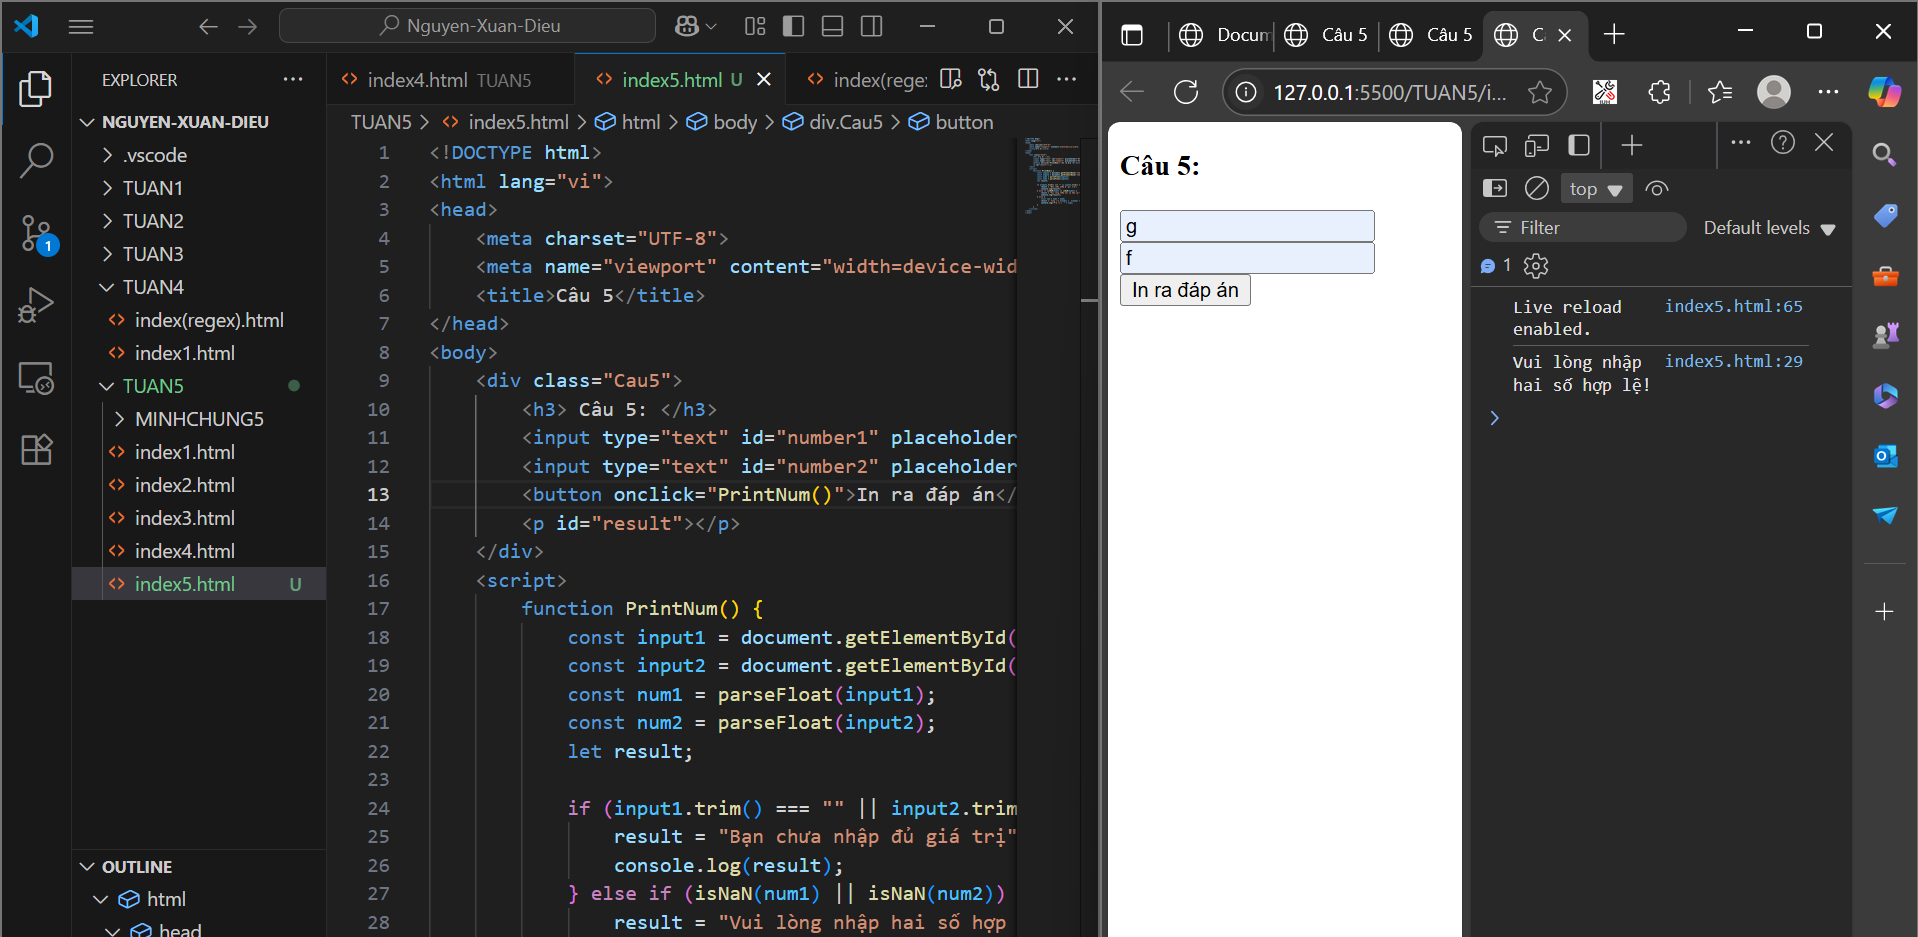 Nguyen-Xuan-Dieu
EXPLORER
NGUYEN-XUAN-DIEU
.vscode
TUAN1
TUAN2
TUAN3
TUAN4
index(regex).html
index1.html
TUAN5
MINHCHUNG5
index1.html
index2.html
index3.html
index4.html
index5.html U
OUTLINE
html
head
1
index4.html TUAN5
index5.html U
index(rege
TUAN5 > index5.html > html > body > div.Cau5 > button
1 <!DOCTYPE html>
2 <html lang="vi">
3 <head>
4 <meta charset="UTF-8">
5 <meta name="viewport" content="width=device-wid
6 <title>Câu 5</title>
7 </head>
8 <body>
9 <div class="Cau5">
10 <h3> Câu 5: </h3>
11 <input type="text" id="number1" placeholder
12 <input type="text" id="number2" placeholder
13 <button onclick="PrintNum()">In ra đáp án</
14 <p id="result"></p>
15 </div>
16 <script>
17 function PrintNum() {
18 const input1 = document.getElementById(
19 const input2 = document.getElementById(
20 const num1 = parseFloat(input1);
21 const num2 = parseFloat(input2);
22 let result;
23
24 if (input1.trim() === "" || input2.trim
25 result = "Bạn chưa nhập đủ giá trị"
26 console.log(result);
27 } else if (isNaN(num1) || isNaN(num2))
28 result = "Vui lòng nhập hai số hợp
Docum
Câu 5
Câu 5
C
127.0.0.1:5500/TUAN5/i...
Câu 5:
g
f
In ra đáp án
top
Filter
Default levels
1
Live reload enabled. index5.html:65
Vui lòng nhập hai số hợp lệ! index5.html:29